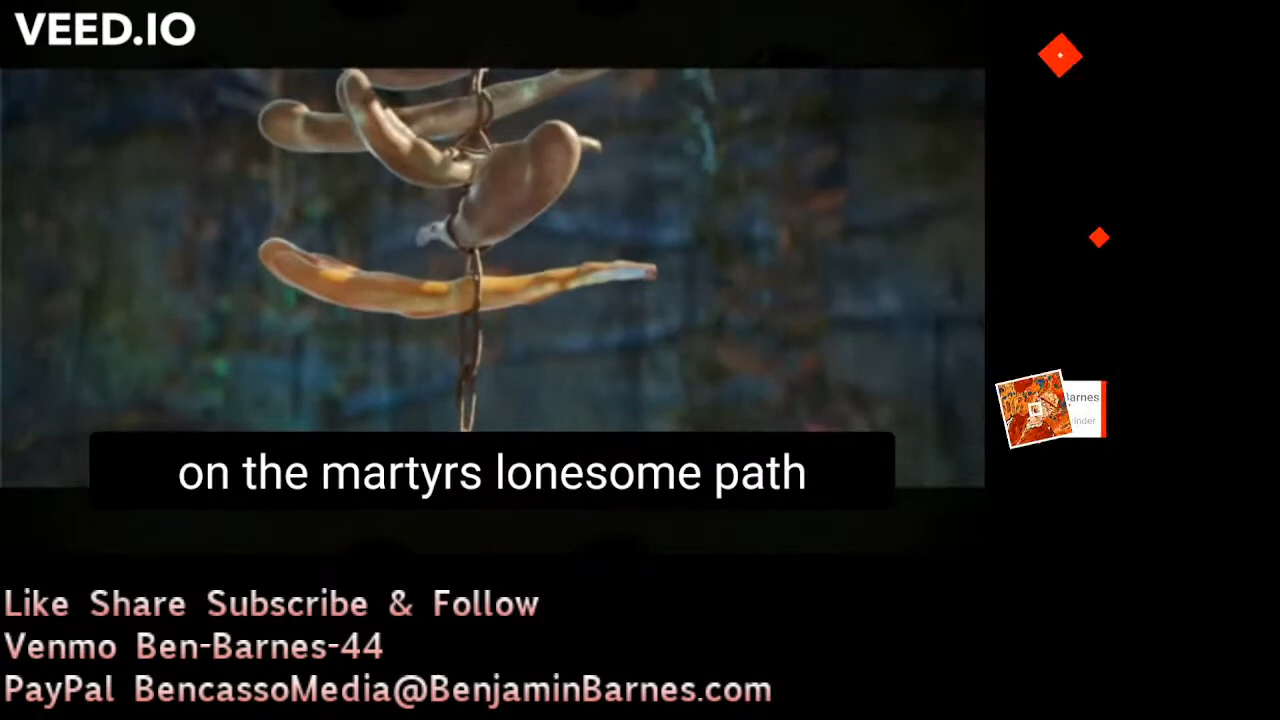 VEED.IO
on the martyrs lonesome path
Barnes
Like Share Subscribe & Follow
Venmo Ben-Barnes-44
PayPal BencassoMedia@BenjaminBarnes.com